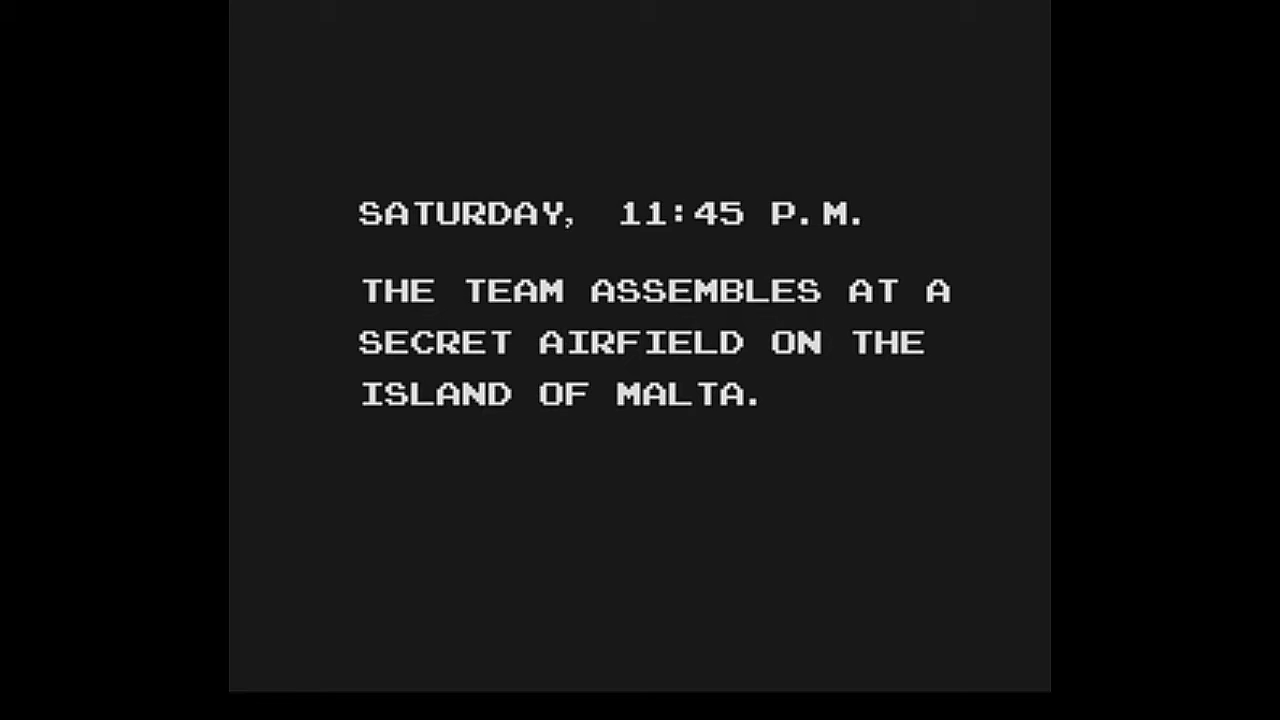 SATURDAY, 11:45 P.M.
THE TEAM ASSEMBLES AT A
SECRET AIRFIELD ON THE
ISLAND OF MALTA.